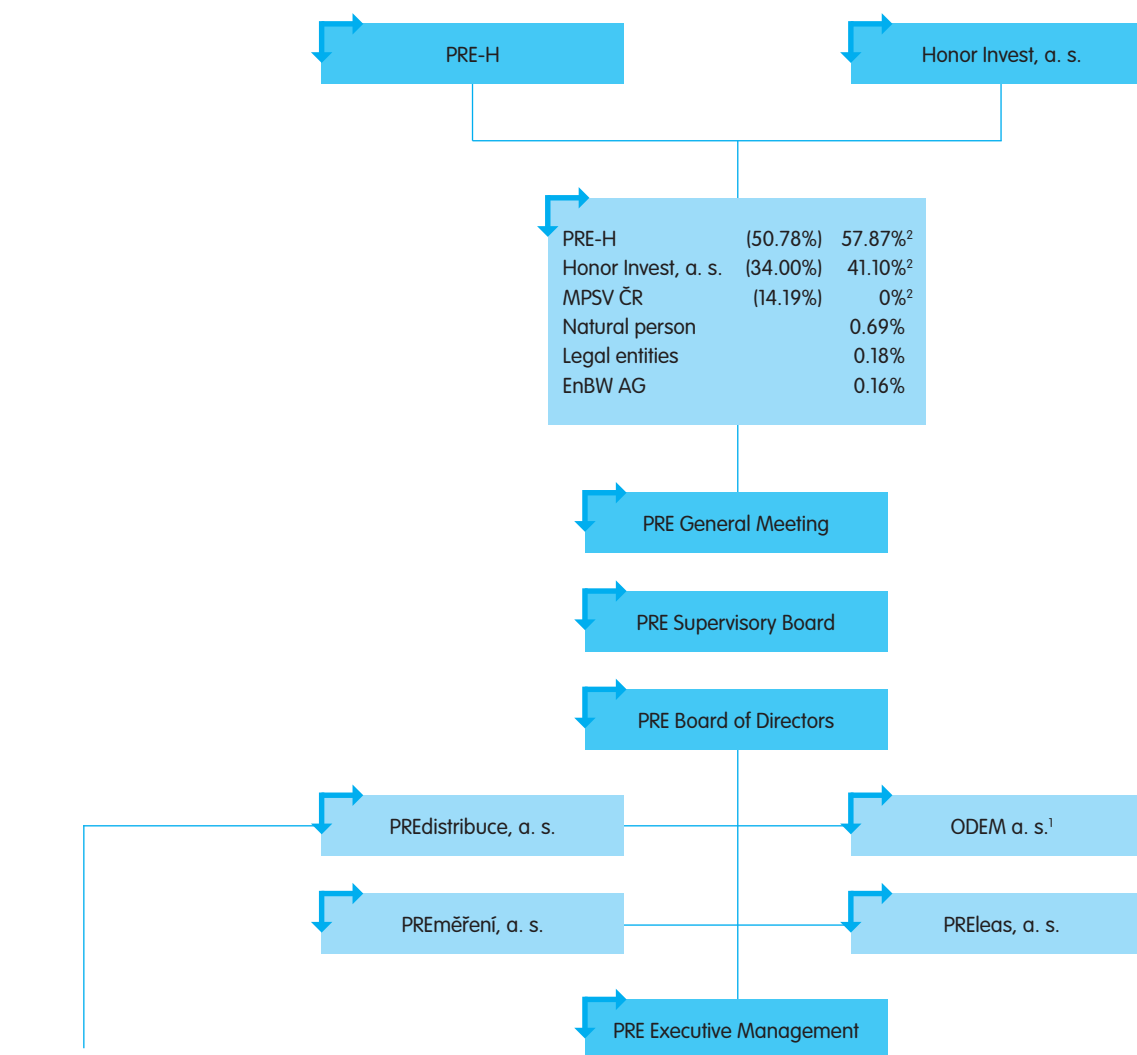 PRE-H
Honor Invest, a. s.
PRE-H (50.78%) 57.87%²
Honor Invest, a. s. (34.00%) 41.10%²
MPSV ČR (14.19%) 0%²
Natural person 0.69%
Legal entities 0.18%
EnBW AG 0.16%
PRE General Meeting
PRE Supervisory Board
PRE Board of Directors
PREdistribuce, a. s.
ODEM a. s.¹
PREměření, a. s.
PREleas, a. s.
PRE Executive Management